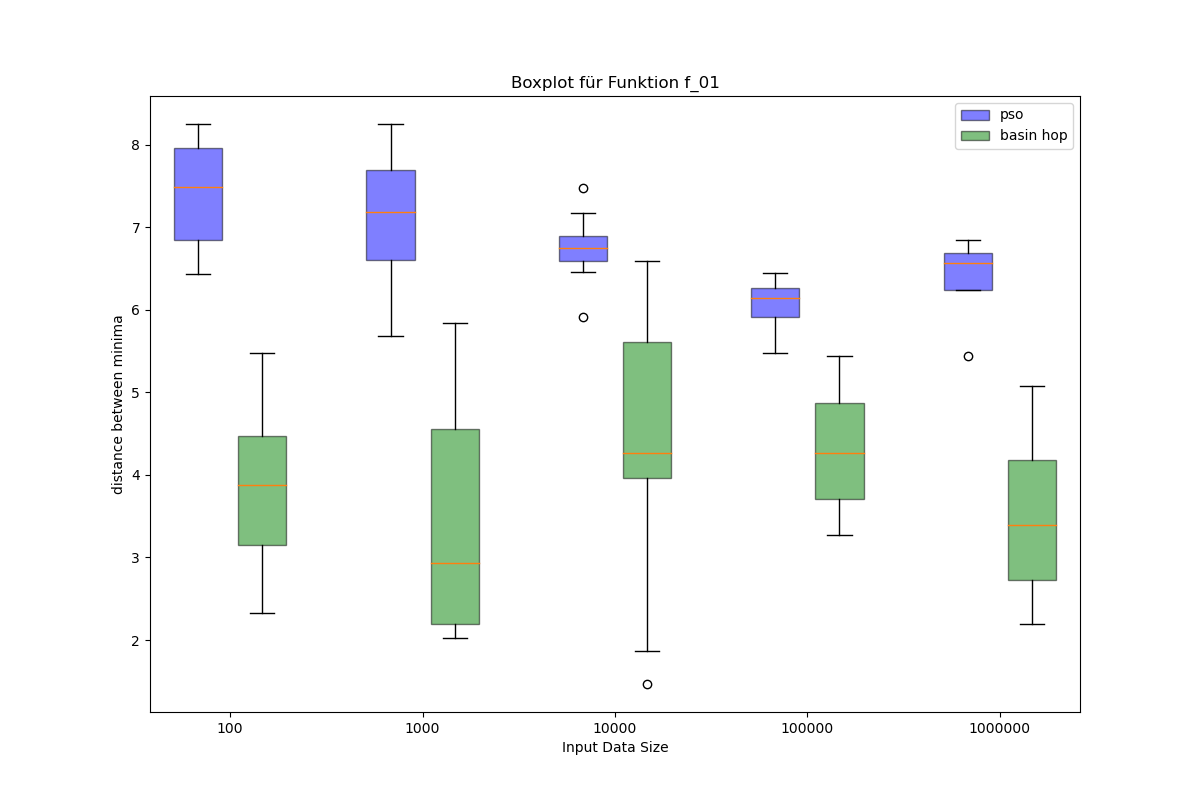 Boxplot für Funktion f_01
pso
basin hop
distance between minima
8
7
6
5
4
3
2
100 1000 10000 100000 1000000
Input Data Size